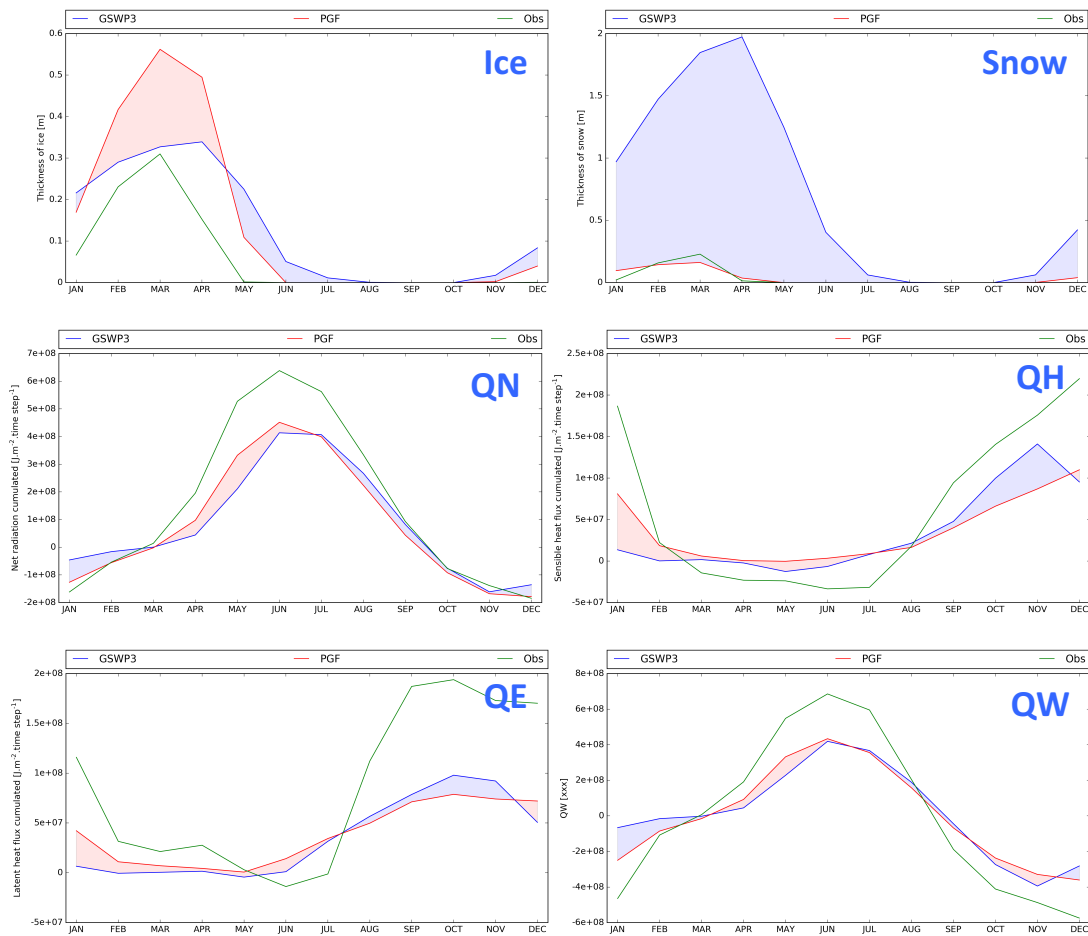 GSWP3 PGF Obs
Ice
Thickness of ice [m]
0.6
0.5
0.4
0.3
0.2
0.1
0
JAN FEB MAR APR MAY JUN JUL AUG SEP OCT NOV DEC
GSWP3 PGF Obs
Snow
Thickness of snow [m]
2
1.5
1
0.5
0
JAN FEB MAR APR MAY JUN JUL AUG SEP OCT NOV DEC
GSWP3 PGF Obs
QN
Net radiation cumulated [J.m⁻².time step⁻¹]
7e+08
6e+08
5e+08
4e+08
3e+08
2e+08
1e+08
0
-1e+08
-2e+08
JAN FEB MAR APR MAY JUN JUL AUG SEP OCT NOV DEC
GSWP3 PGF Obs
QH
Sensible heat flux cumulated [J.m⁻².time step⁻¹]
2.5e+08
2e+08
1.5e+08
1e+08
5e+07
0
-5e+07
JAN FEB MAR APR MAY JUN JUL AUG SEP OCT NOV DEC
GSWP3 PGF Obs
QE
Latent heat flux cumulated [J.m⁻².time step⁻¹]
2e+08
1.5e+08
1e+08
5e+07
0
-5e+07
JAN FEB MAR APR MAY JUN JUL AUG SEP OCT NOV DEC
GSWP3 PGF Obs
QW
QW [xxx]
8e+08
6e+08
4e+08
2e+08
0
-2e+08
-4e+08
-6e+08
JAN FEB MAR APR MAY JUN JUL AUG SEP OCT NOV DEC